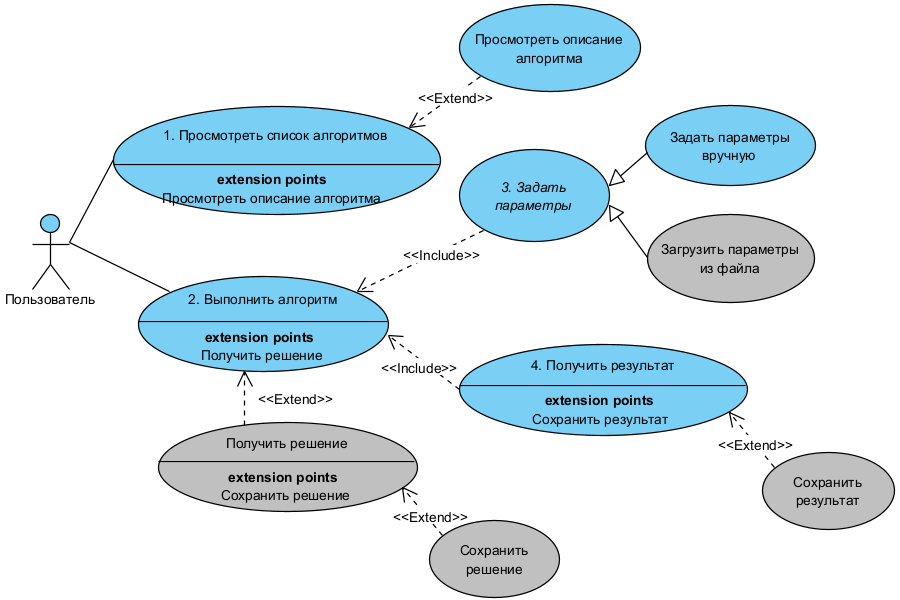 Просмотреть описание
алгоритма
<<Extend>>
1. Просмотреть список алгоритмов
extension points
Просмотреть описание алгоритма
Задать параметры
вручную
3. Задать
параметры
Загрузить параметры
из файла
Пользователь
<<Include>>
2. Выполнить алгоритм
extension points
Получить решение
<<Include>>
4. Получить результат
extension points
Сохранить результат
<<Extend>>
Получить решение
extension points
Сохранить решение
<<Extend>>
Сохранить
результат
<<Extend>>
Сохранить
решение